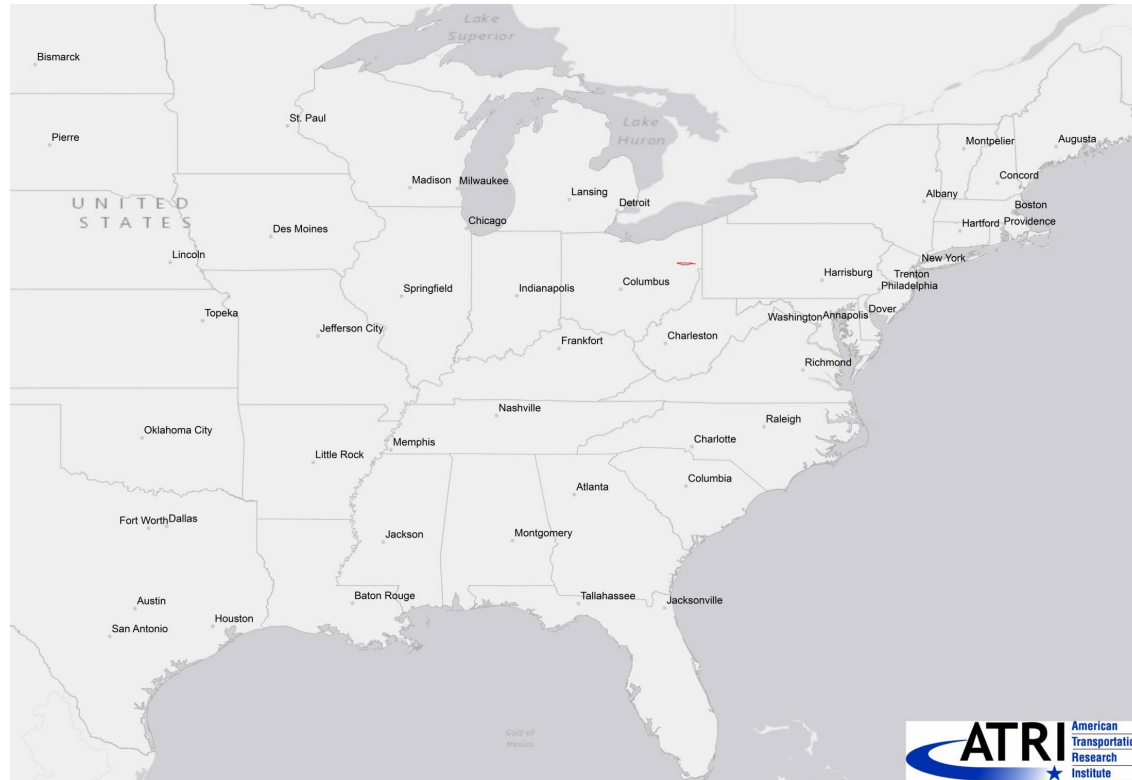 Lake
Superior
Bismarck
St. Paul
Pierre
Lake
Huron
Montpelier
Augusta
Madison
Milwaukee
Lansing
Concord
UNITED
STATES
Albany
Detroit
Boston
Chicago
Hartford
Providence
Des Moines
Lincoln
New York
Harrisburg
Trenton
Columbus
Philadelphia
Springfield
Indianapolis
Dover
Topeka
Washington
Annapolis
Jefferson City
Frankfort
Charleston
Richmond
Nashville
Raleigh
Oklahoma City
Memphis
Charlotte
Little Rock
Columbia
Atlanta
Fort Worth
Dallas
Jackson
Montgomery
Austin
Baton Rouge
Tallahassee
Jacksonville
Houston
San Antonio
Gulf of
Mexico
ATRI
American
Transportatio
Research
Institute